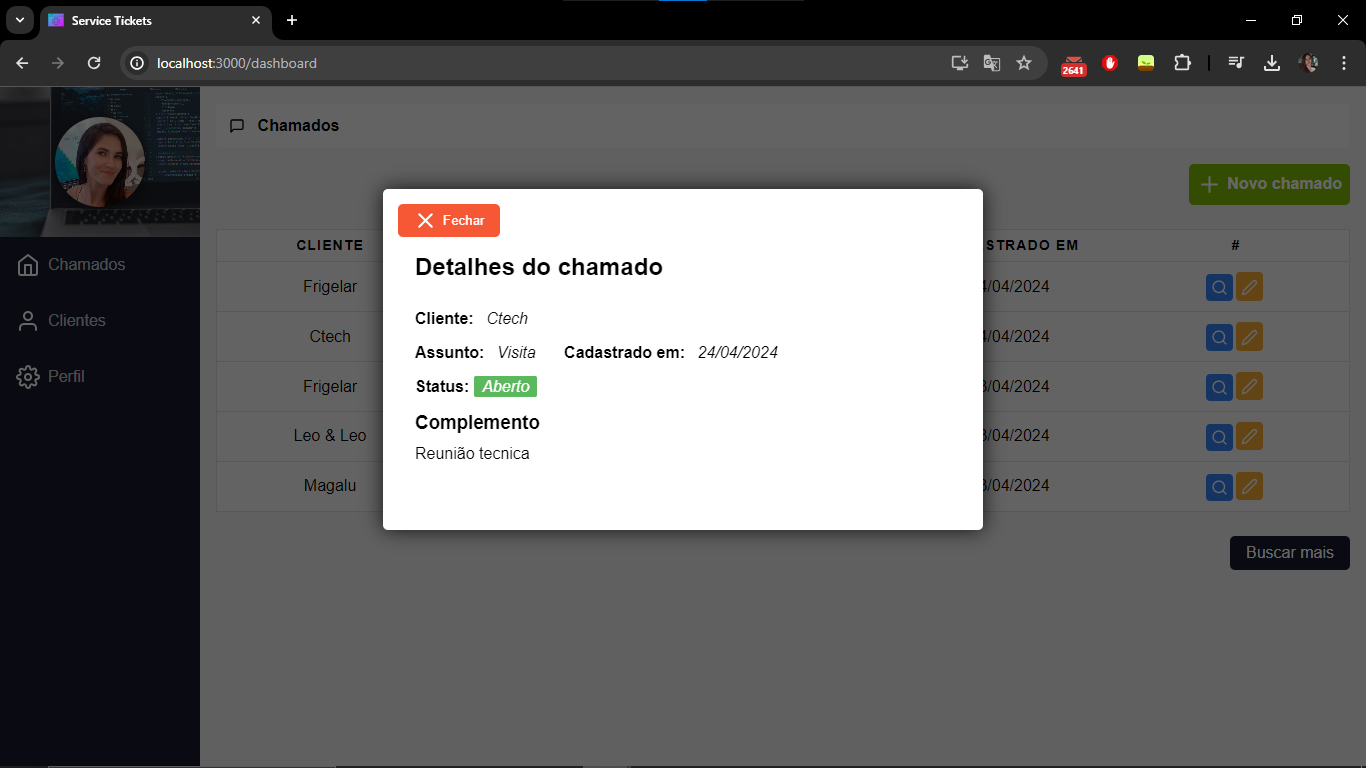 Service Tickets
localhost:3000/dashboard
2641
Chamados
Novo chamado
Chamados
Clientes
Perfil
CLIENTE STRADO EM #
Frigelar 4/04/2024
Ctech 4/04/2024
Frigelar 3/04/2024
Leo & Leo 3/04/2024
Magalu 3/04/2024
Buscar mais
Fechar
Detalhes do chamado
Cliente: Ctech
Assunto: Visita Cadastrado em: 24/04/2024
Status: Aberto
Complemento
Reunião tecnica